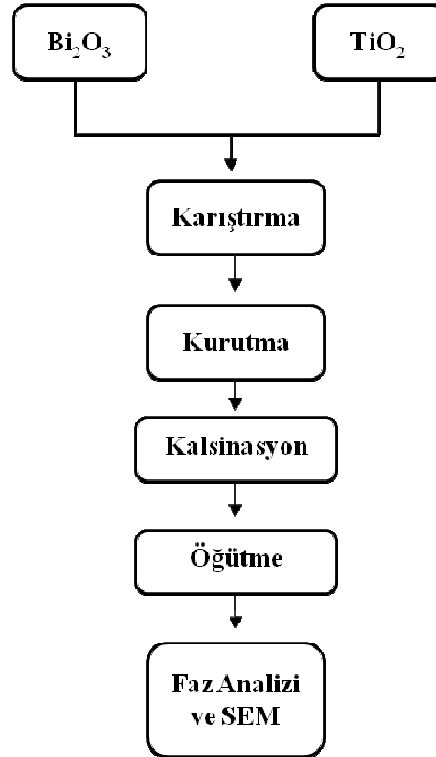 Bi₂O₃
TiO₂
Karıştırma
Kurutma
Kalsinasyon
Öğütme
Faz Analizi
ve SEM